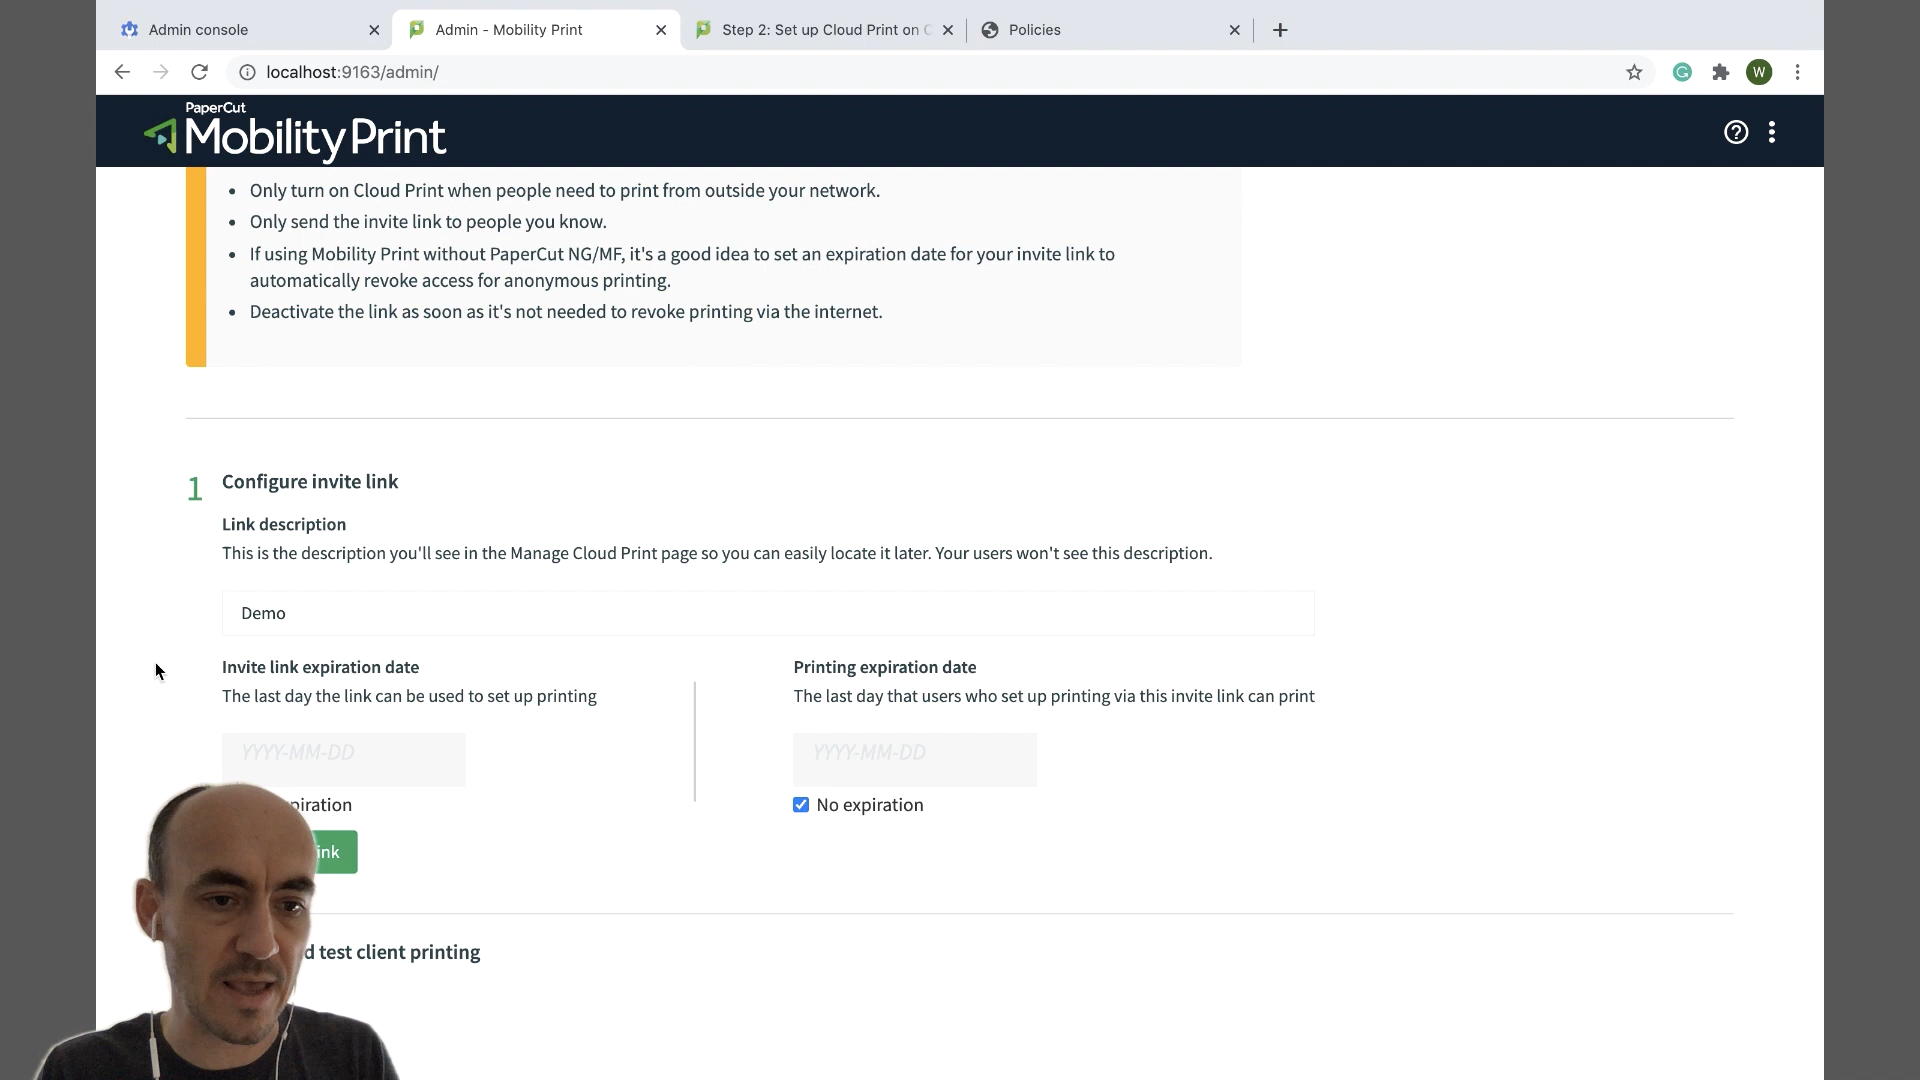 Admin console
Admin - Mobility Print
Step 2: Set up Cloud Print on
Policies
localhost:9163/admin/
W
PaperCut
Mobility Print
Only turn on Cloud Print when people need to print from outside your network.
Only send the invite link to people you know.
If using Mobility Print without PaperCut NG/MF, it's a good idea to set an expiration date for your invite link to
automatically revoke access for anonymous printing.
Deactivate the link as soon as it's not needed to revoke printing via the internet.
1 Configure invite link
Link description
This is the description you'll see in the Manage Cloud Print page so you can easily locate it later. Your users won't see this description.
Demo
Invite link expiration date
The last day the link can be used to set up printing
YYYY-MM-DD
Printing expiration date
The last day that users who set up printing via this invite link can print
YYYY-MM-DD
No expiration
test client printing